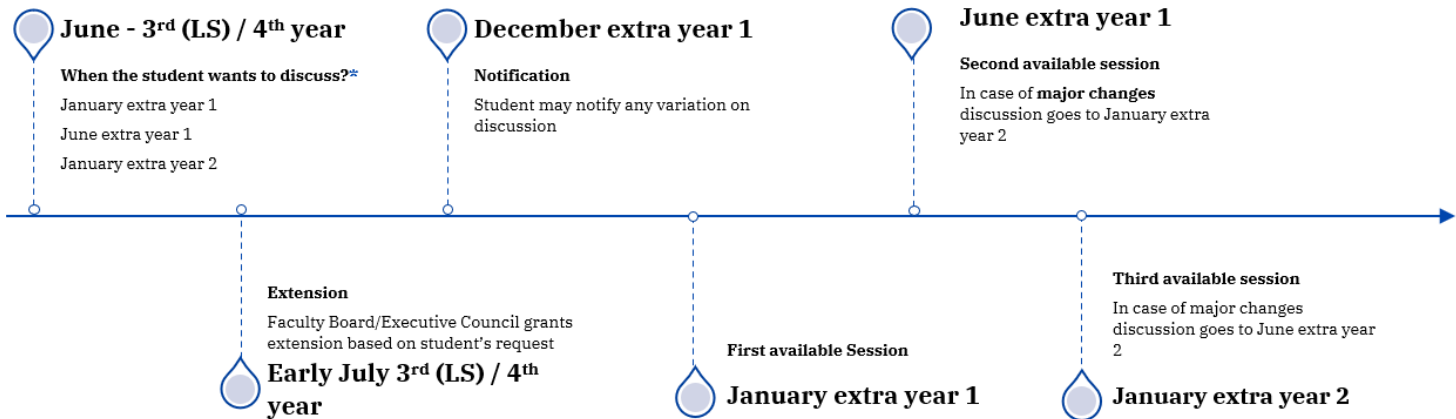 June - 3rd (LS) / 4th year
When the student wants to discuss?*
January extra year 1
June extra year 1
January extra year 2
December extra year 1
Notification
Student may notify any variation on
discussion
June extra year 1
Second available session
In case of major changes
discussion goes to January extra
year 2
Extension
Faculty Board/Executive Council grants
extension based on student's request
Early July 3rd (LS) / 4th
year
First available Session
January extra year 1
Third available session
In case of major changes
discussion goes to June extra year
2
January extra year 2